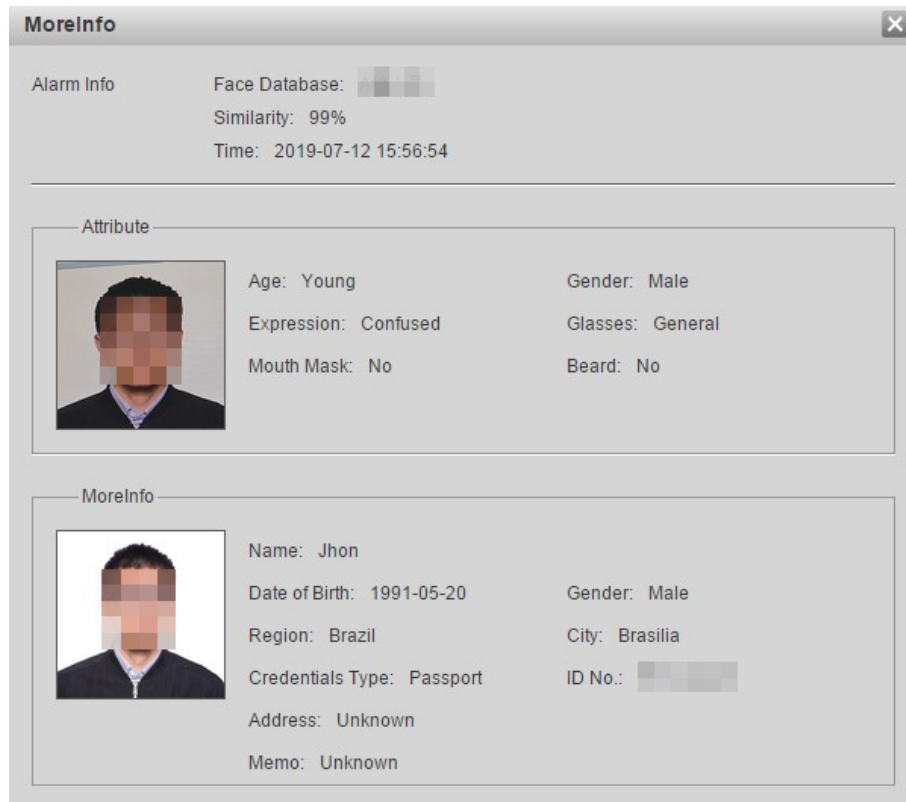 MoreInfo
Alarm Info Face Database:
Similarity: 99%
Time: 2019-07-12 15:56:54
Attribute
Age: Young Gender: Male
Expression: Confused Glasses: General
Mouth Mask: No Beard: No
MoreInfo
Name: Jhon
Date of Birth: 1991-05-20 Gender: Male
Region: Brazil City: Brasilia
Credentials Type: Passport ID No.:
Address: Unknown
Memo: Unknown